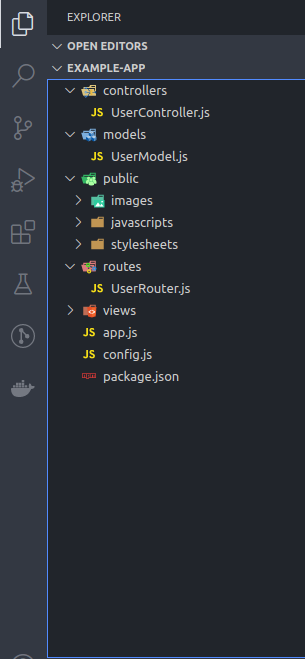 EXPLORER
OPEN EDITORS
EXAMPLE-APP
controllers
JS UserController.js
models
JS UserModel.js
public
images
javascripts
stylesheets
routes
JS UserRouter.js
views
JS app.js
JS config.js
package.json